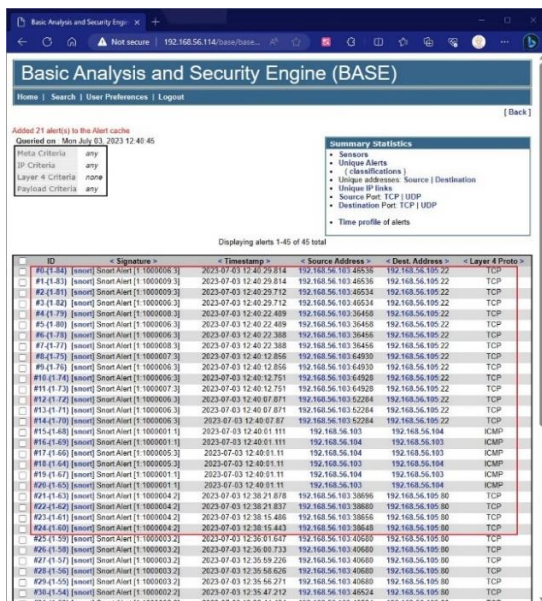 Basic Analysis and Security Engin
Not secure | 192.168.56.114/base/base...
Basic Analysis and Security Engine (BASE)
Home | Search | User Preferences | Logout
[ Back ]
Added 21 alert(s) to the Alert cache
Queried on : Mon July 03, 2023 12:40:45
Meta Criteria any
IP Criteria any
Layer 4 Criteria none
Payload Criteria any
Summary Statistics
Sensors
Unique Alerts
( classifications )
Unique addresses: Source | Destination
Unique IP links
Source Port: TCP | UDP
Destination Port: TCP | UDP
Time profile of alerts
Displaying alerts 1-45 of 45 total
ID < Signature > < Timestamp > < Source Address > < Dest. Address > < Layer 4 Proto >
#0-(1-84) [snort] Snort Alert [1:1000006:3] 2023-07-03 12:40:29.814 192.168.56.103:46536 192.168.56.105:22 TCP
#1-(1-83) [snort] Snort Alert [1:1000009:3] 2023-07-03 12:40:29.814 192.168.56.103:46536 192.168.56.105:22 TCP
#2-(1-81) [snort] Snort Alert [1:1000009:3] 2023-07-03 12:40:29.712 192.168.56.103:46534 192.168.56.105:22 TCP
#3-(1-82) [snort] Snort Alert [1:1000006:3] 2023-07-03 12:40:29.712 192.168.56.103:46534 192.168.56.105:22 TCP
#4-(1-79) [snort] Snort Alert [1:1000008:3] 2023-07-03 12:40:22.489 192.168.56.103:36458 192.168.56.105:22 TCP
#5-(1-80) [snort] Snort Alert [1:1000006:3] 2023-07-03 12:40:22.489 192.168.56.103:36458 192.168.56.105:22 TCP
#6-(1-78) [snort] Snort Alert [1:1000006:3] 2023-07-03 12:40:22.388 192.168.56.103:36456 192.168.56.105:22 TCP
#7-(1-77) [snort] Snort Alert [1:1000008:3] 2023-07-03 12:40:22.388 192.168.56.103:36456 192.168.56.105:22 TCP
#8-(1-75) [snort] Snort Alert [1:1000007:3] 2023-07-03 12:40:12.856 192.168.56.103:64930 192.168.56.105:22 TCP
#9-(1-76) [snort] Snort Alert [1:1000006:3] 2023-07-03 12:40:12.856 192.168.56.103:64930 192.168.56.105:22 TCP
#10-(1-74) [snort] Snort Alert [1:1000006:3] 2023-07-03 12:40:12.751 192.168.56.103:64928 192.168.56.105:22 TCP
#11-(1-73) [snort] Snort Alert [1:1000007:3] 2023-07-03 12:40:12.751 192.168.56.103:64928 192.168.56.105:22 TCP
#12-(1-72) [snort] Snort Alert [1:1000006:3] 2023-07-03 12:40:07.871 192.168.56.103:52284 192.168.56.105:22 TCP
#13-(1-71) [snort] Snort Alert [1:1000006:3] 2023-07-03 12:40:07.871 192.168.56.103:52284 192.168.56.105:22 TCP
#14-(1-70) [snort] Snort Alert [1:1000006:3] 2023-07-03 12:40:07.87 192.168.56.103:52284 192.168.56.105:22 TCP
#15-(1-68) [snort] Snort Alert [1:1000001:1] 2023-07-03 12:40:01.111 192.168.56.103 192.168.56.104 ICMP
#16-(1-69) [snort] Snort Alert [1:1000005:3] 2023-07-03 12:40:01.111 192.168.56.104 192.168.56.103 ICMP
#17-(1-66) [snort] Snort Alert [1:1000005:3] 2023-07-03 12:40:01.11 192.168.56.104 192.168.56.103 ICMP
#18-(1-64) [snort] Snort Alert [1:1000005:3] 2023-07-03 12:40:01.11 192.168.56.103 192.168.56.104 ICMP
#19-(1-67) [snort] Snort Alert [1:1000001:1] 2023-07-03 12:40:01.11 192.168.56.104 192.168.56.103 ICMP
#20-(1-65) [snort] Snort Alert [1:1000001:1] 2023-07-03 12:40:01.11 192.168.56.103 192.168.56.104 ICMP
#21-(1-63) [snort] Snort Alert [1:1000004:2] 2023-07-03 12:38:21.878 192.168.56.103:38896 192.168.56.105:80 TCP
#22-(1-62) [snort] Snort Alert [1:1000004:2] 2023-07-03 12:38:21.837 192.168.56.103:38880 192.168.56.105:80 TCP
#23-(1-61) [snort] Snort Alert [1:1000004:2] 2023-07-03 12:38:15.486 192.168.56.103:38656 192.168.56.105:80 TCP
#24-(1-60) [snort] Snort Alert [1:1000004:2] 2023-07-03 12:38:15.443 192.168.56.103:38648 192.168.56.105:80 TCP
#25-(1-59) [snort] Snort Alert [1:1000003:2] 2023-07-03 12:36:01.647 192.168.56.103:40680 192.168.56.105:80 TCP
#26-(1-58) [snort] Snort Alert [1:1000003:2] 2023-07-03 12:36:00.733 192.168.56.103:40680 192.168.56.105:80 TCP
#27-(1-57) [snort] Snort Alert [1:1000003:2] 2023-07-03 12:35:59.226 192.168.56.103:40680 192.168.56.105:80 TCP
#28-(1-56) [snort] Snort Alert [1:1000003:2] 2023-07-03 12:35:58.626 192.168.56.103:40680 192.168.56.105:80 TCP
#29-(1-55) [snort] Snort Alert [1:1000003:2] 2023-07-03 12:35:56.271 192.168.56.103:40680 192.168.56.105:80 TCP
#30-(1-54) [snort] Snort Alert [1:1000002:2] 2023-07-03 12:35:47.212 192.168.56.103:46524 192.168.56.105:80 TCP